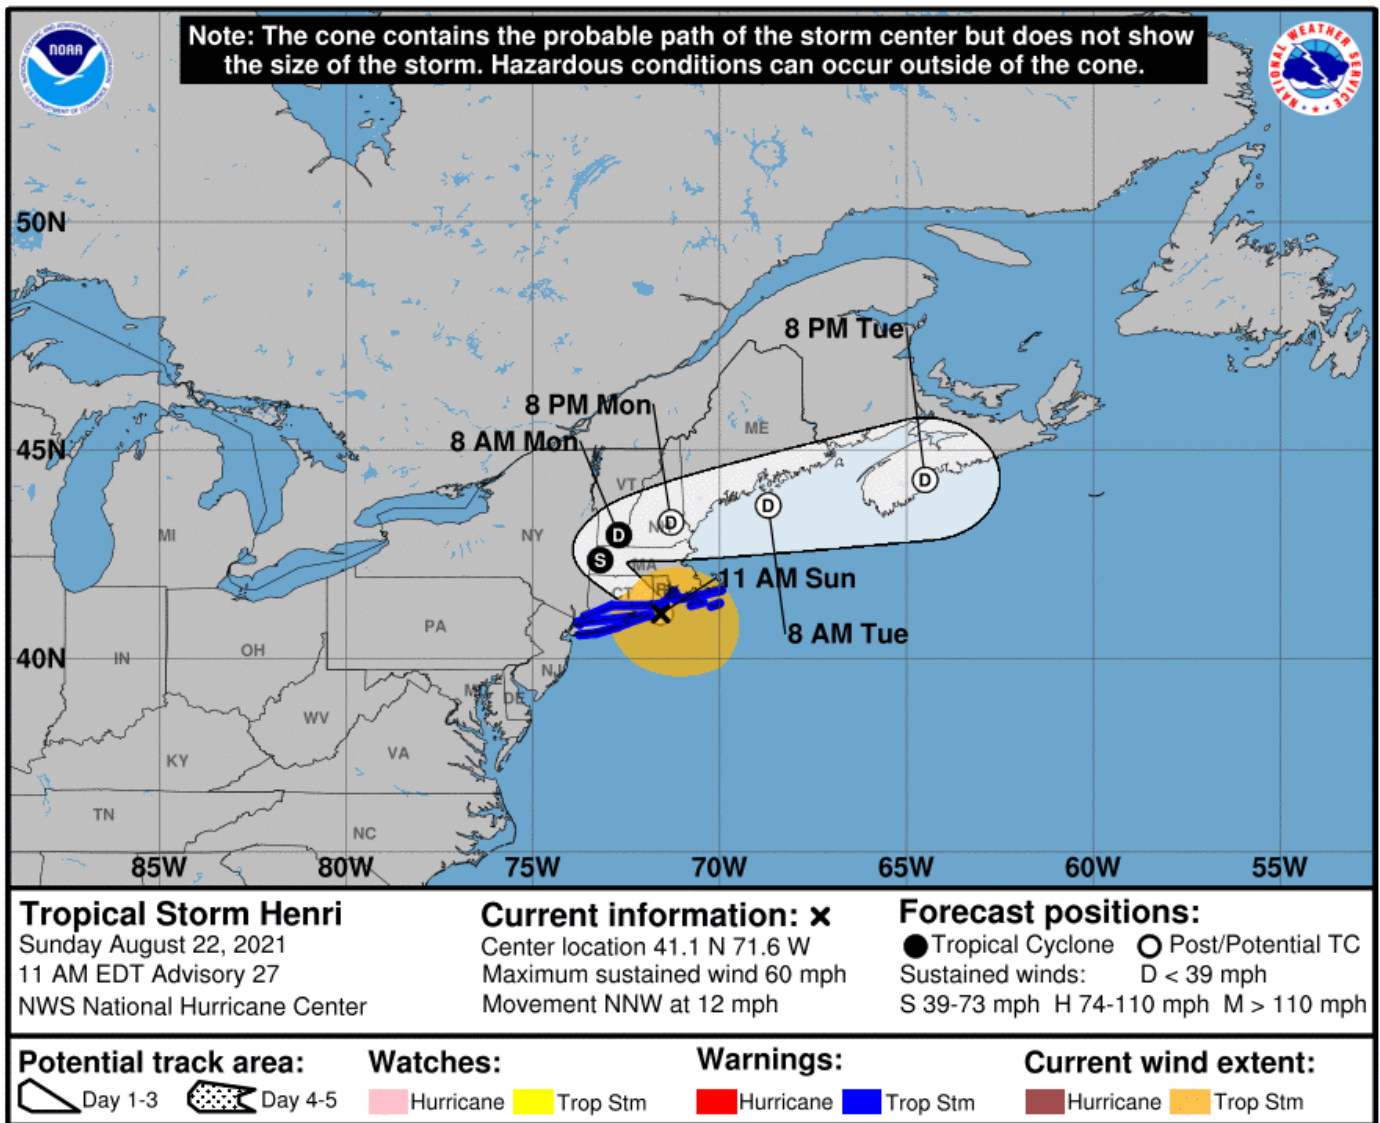 Note: The cone contains the probable path of the storm center but does not show
the size of the storm. Hazardous conditions can occur outside of the cone.
NOAA
NATIONAL WEATHER SERVICE
50N
8 PM Tue
8 PM Mon
8 AM Mon
ME
45N
VT
D
D
D
D
S
MI
NY
MA
CT
11 AM Sun
8 AM Tue
PA
OH
IN
40N
NJ
DE
WV
VA
KY
TN
NC
85W
80W
75W
70W
65W
60W
55W
Tropical Storm Henri
Sunday August 22, 2021
11 AM EDT Advisory 27
NWS National Hurricane Center
Current information: x
Center location 41.1 N 71.6 W
Maximum sustained wind 60 mph
Movement NNW at 12 mph
Forecast positions:
Tropical Cyclone Post/Potential TC
Sustained winds: D < 39 mph
S 39-73 mph H 74-110 mph M > 110 mph
Potential track area:
Day 1-3 Day 4-5
Watches:
Hurricane Trop Stm
Warnings:
Hurricane Trop Stm
Current wind extent:
Hurricane Trop Stm